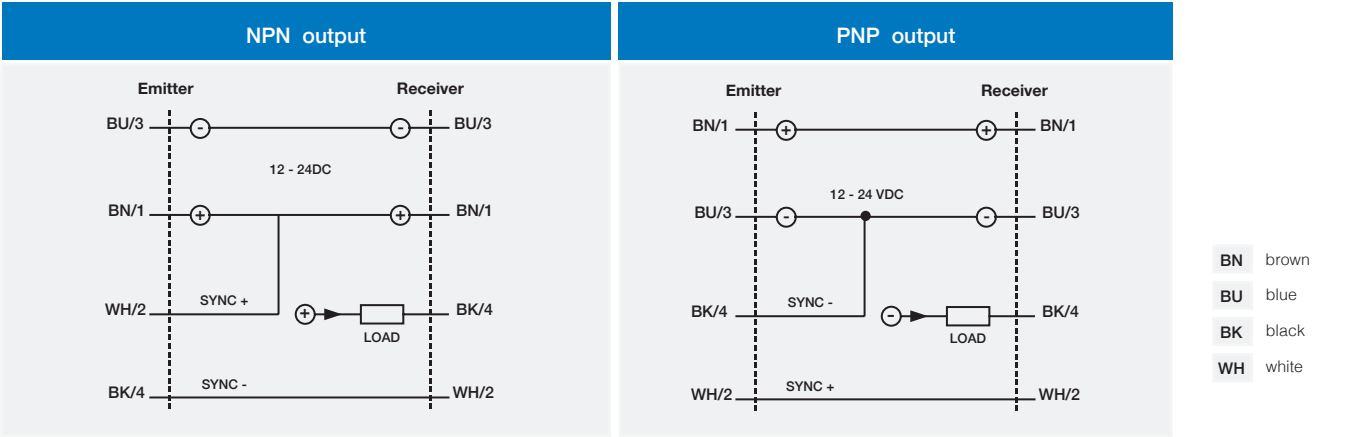 NPN output
Emitter Receiver
BU/3 - - BU/3
12 - 24DC
BN/1 + + BN/1
WH/2 SYNC + + BK/4
LOAD
BK/4 SYNC - WH/2
PNP output
Emitter Receiver
BN/1 + + BN/1
12 - 24 VDC
BU/3 - - BU/3
BK/4 SYNC - - BK/4
LOAD
WH/2 SYNC + WH/2
BN brown
BU blue
BK black
WH white